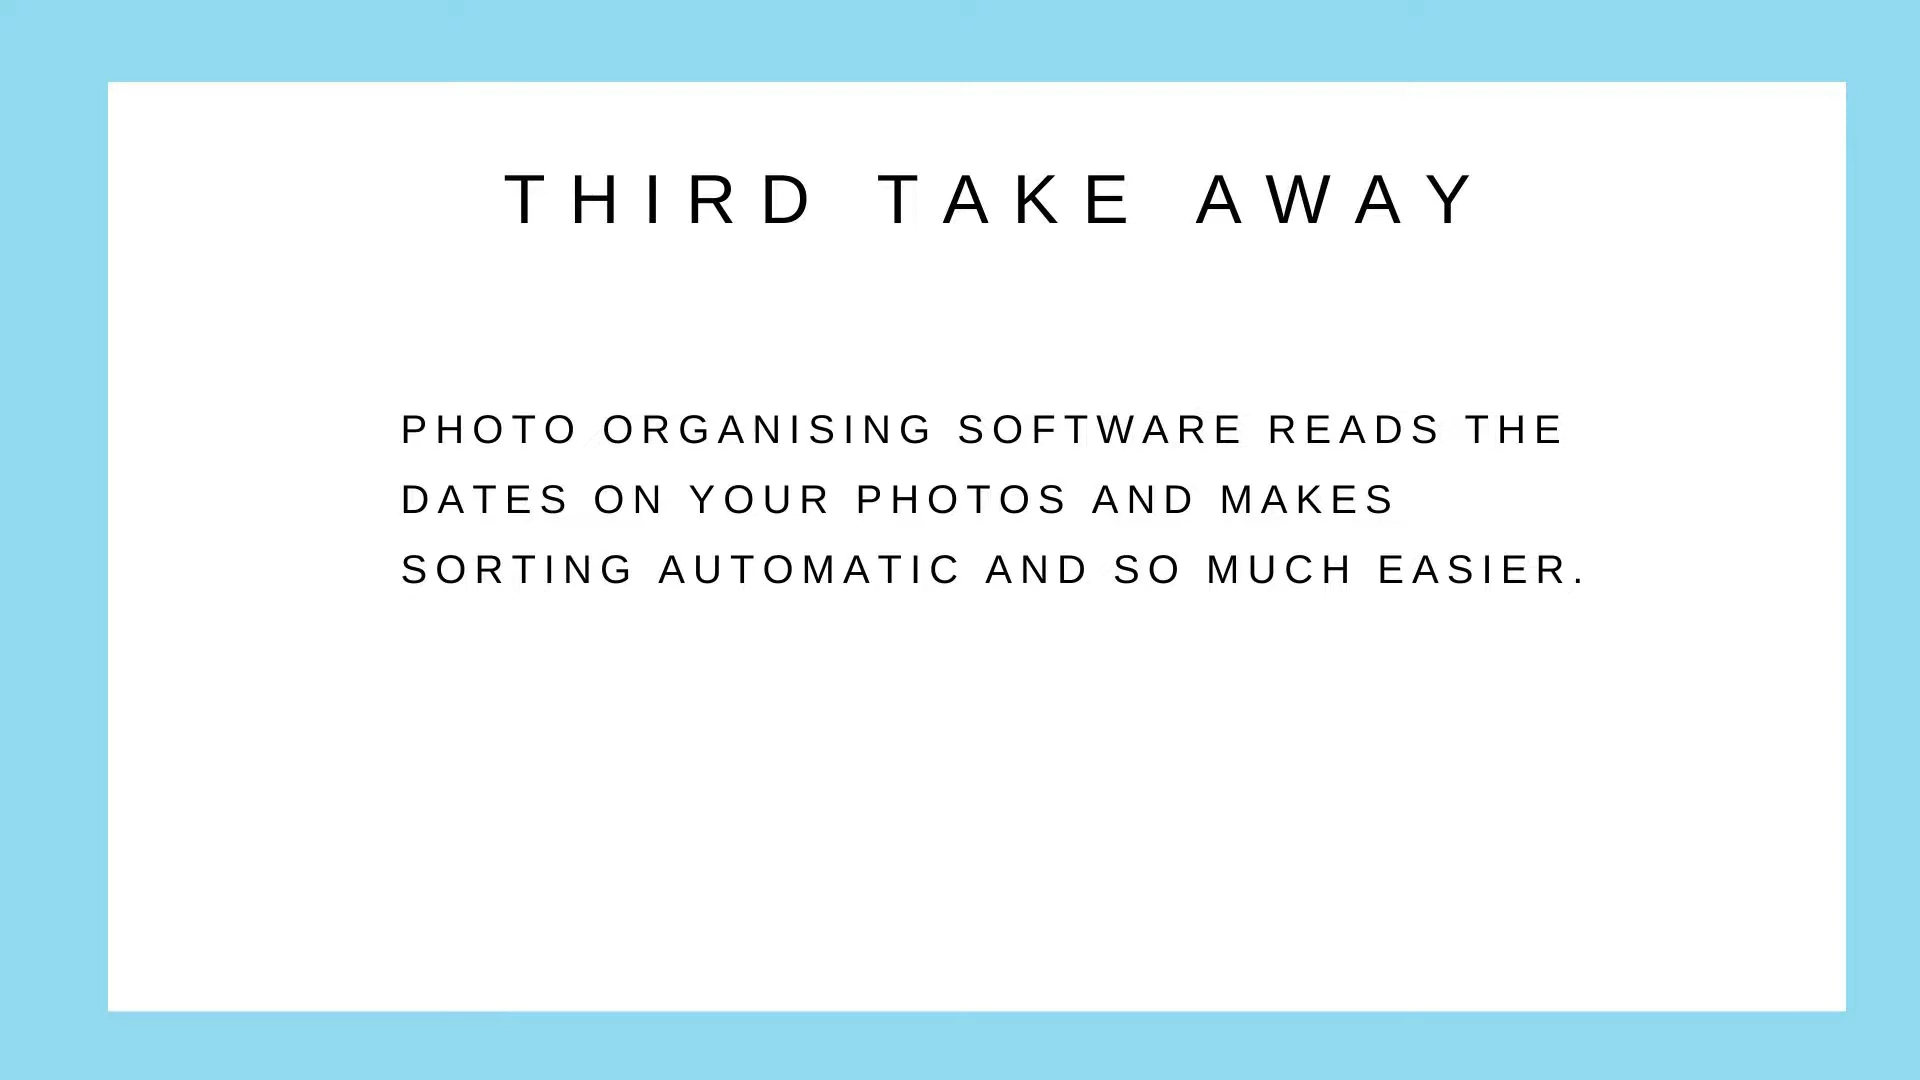 THIRD TAKE AWAY
PHOTO ORGANISING SOFTWARE READS THE
DATES ON YOUR PHOTOS AND MAKES
SORTING AUTOMATIC AND SO MUCH EASIER.